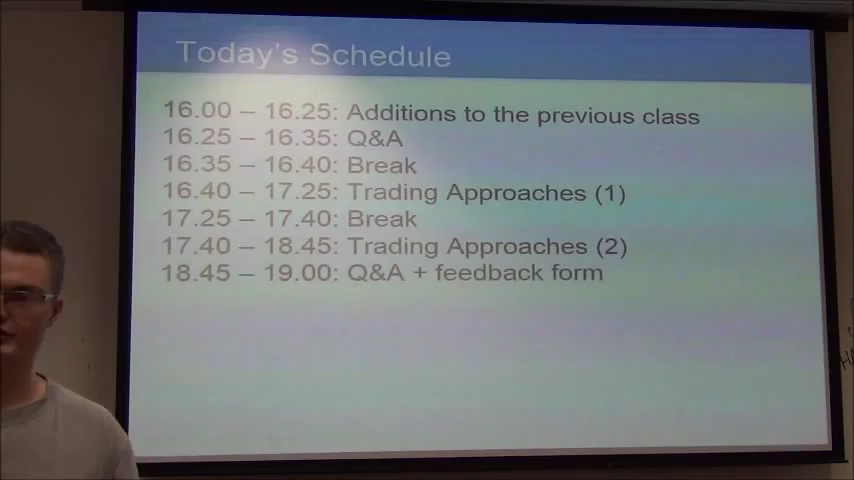 Today's Schedule
16.00 – 16.25: Additions to the previous class
16.25 – 16.35: Q&A
16.35 – 16.40: Break
16.40 – 17.25: Trading Approaches (1)
17.25 – 17.40: Break
17.40 – 18.45: Trading Approaches (2)
18.45 – 19.00: Q&A + feedback form